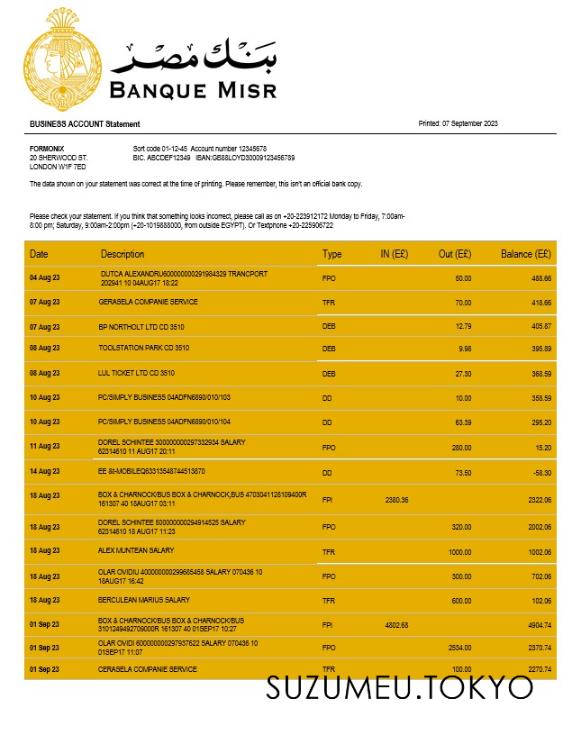 بنك مصر
BANQUE MISR
BUSINESS ACCOUNT Statement
Printed: 07 September 2023
FORMONIX
20 SHERWOOD ST.
LONDON W1F 7ED
Sort code 01-12-45 Account number 12345678
BIC. ABCDEF12349 IBAN:GB88LOYD30009123456789
The data shown on your statement was correct at the time of printing. Please remember, this isn't an official bank copy.
Please check your statement. If you think that something looks incorrect, please call as on +20-223912172 Monday to Friday, 7:00am-
8:00 pm; Saturday, 9:00am-2:00pm (+20-1019888000, from outside EGYPT). Or Textphone +20-225906722
Date Description Type IN (E£) Out (E£) Balance (E£)
04 Aug 23 DUTCA ALEXANDRU600000000291984329 TRANCPORT FPO 50.00 488.66
202941 10 04AUG17 18:22
07 Aug 23 GERASELA COMPANIE SERVICE TFR 70.00 418.66
07 Aug 23 BP NORTHOLT LTD CD 3510 DEB 12.79 405.87
08 Aug 23 TOOLSTATION PARK CD 3510 DEB 9.98 395.89
08 Aug 23 LUL TICKET LTD CD 3510 DEB 27.30 368.59
10 Aug 23 PC/SIMPLY BUSINESS 04ADFN6890/010/103 DD 10.00 358.59
10 Aug 23 PC/SIMPLY BUSINESS 04ADFN6890/010/104 DD 63.39 295.20
11 Aug 23 DOREL SCHINTEE 300000000297332934 SALARY FPO 280.00 15.20
62314610 11 AUG17 20:11
14 Aug 23 EE &I-MOBILEQ63313548744513870 DD 73.50 -58.30
18 Aug 23 BOX & CHARNOCK/BUS BOX & CHARNOCK,BUS 4703041128109400R FPI 2380.36 2322.06
161307 40 18AUG17 03:11
18 Aug 23 DOREL SCHINTEE 500000000294914525 SALARY FPO 320.00 2002.06
62314610 18 AUG17 11:23
18 Aug 23 ALEX MUNTEAN SALARY TFR 1000.00 1002.06
18 Aug 23 OLAR OVIDIU 400000000299685458 SALARY 070436 10 FPO 300.00 702.06
18AUG17 16:42
18 Aug 23 BERCULEAN MARIUS SALARY TFR 600.00 102.06
01 Sep 23 BOX & CHARNOCK/BUS BOX & CHARNOCK/BUS FPI 4802.68 4904.74
3101249492709000R 161307 40 01SEP17 10:27
01 Sep 23 OLAR OVIDI 600000000297937622 SALARY 070436 10 FPO 2534.00 2370.74
01SEP17 11:07
01 Sep 23 CERASELA COMPANIE SERVICE TFR 100.00 2270.74
SUZUMEU.TOKYO